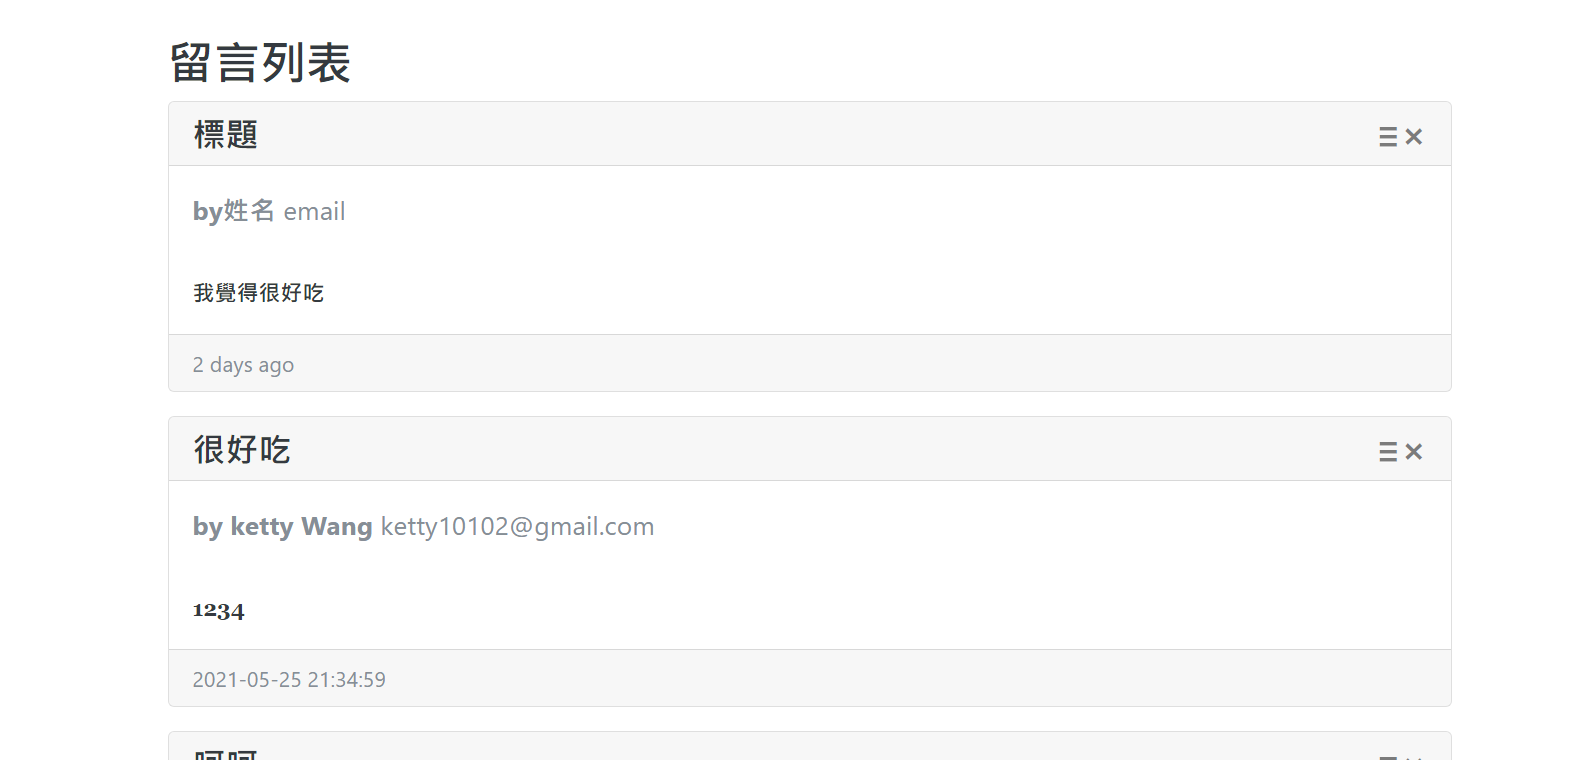 留言列表
標題
by姓名 email
我覺得很好吃
2 days ago
很好吃
by ketty Wang ketty10102@gmail.com
1234
2021-05-25 21:34:59